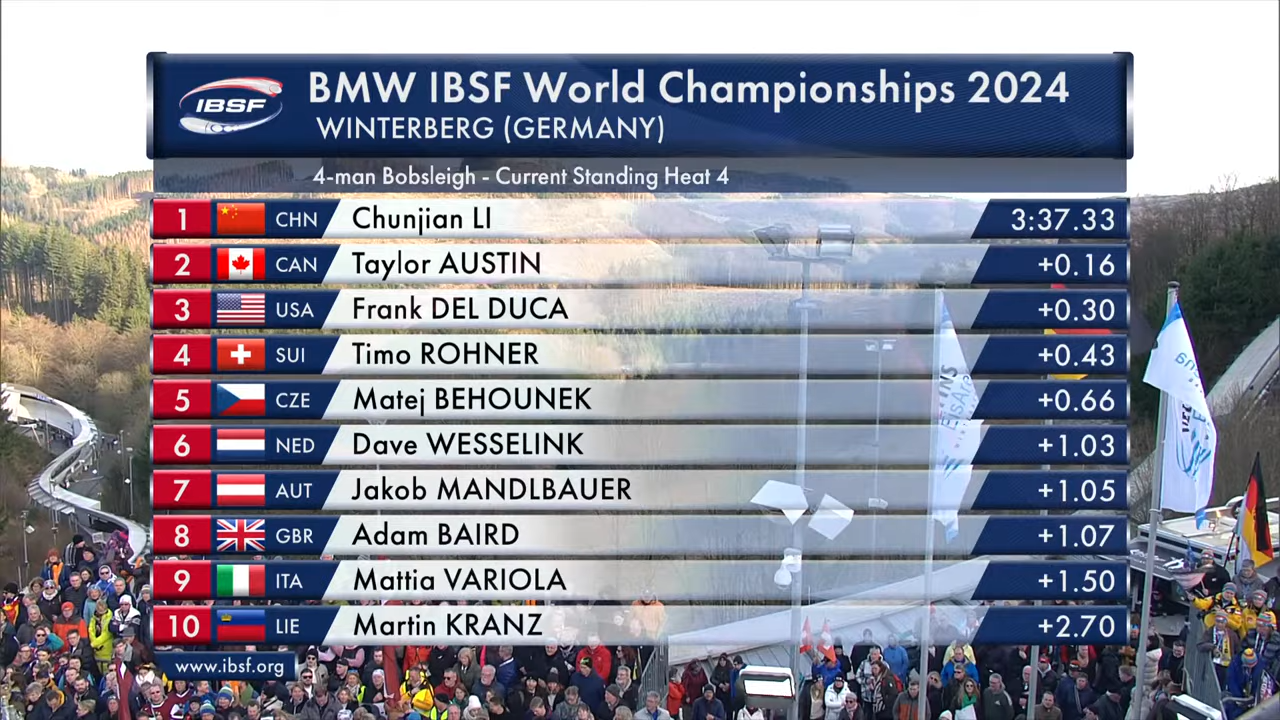 IBSF
BMW IBSF World Championships 2024
WINTERBERG (GERMANY)
4-man Bobsleigh - Current Standing Heat 4
1 CHN Chunjian LI 3:37.33
2 CAN Taylor AUSTIN +0.16
3 USA Frank DEL DUCA +0.30
4 SUI Timo ROHNER +0.43
5 CZE Matej BEHOUNEK +0.66
6 NED Dave WESSELINK +1.03
7 AUT Jakob MANDLBAUER +1.05
8 GBR Adam BAIRD +1.07
9 ITA Mattia VARIOLA +1.50
10 LIE Martin KRANZ +2.70
www.ibsf.org